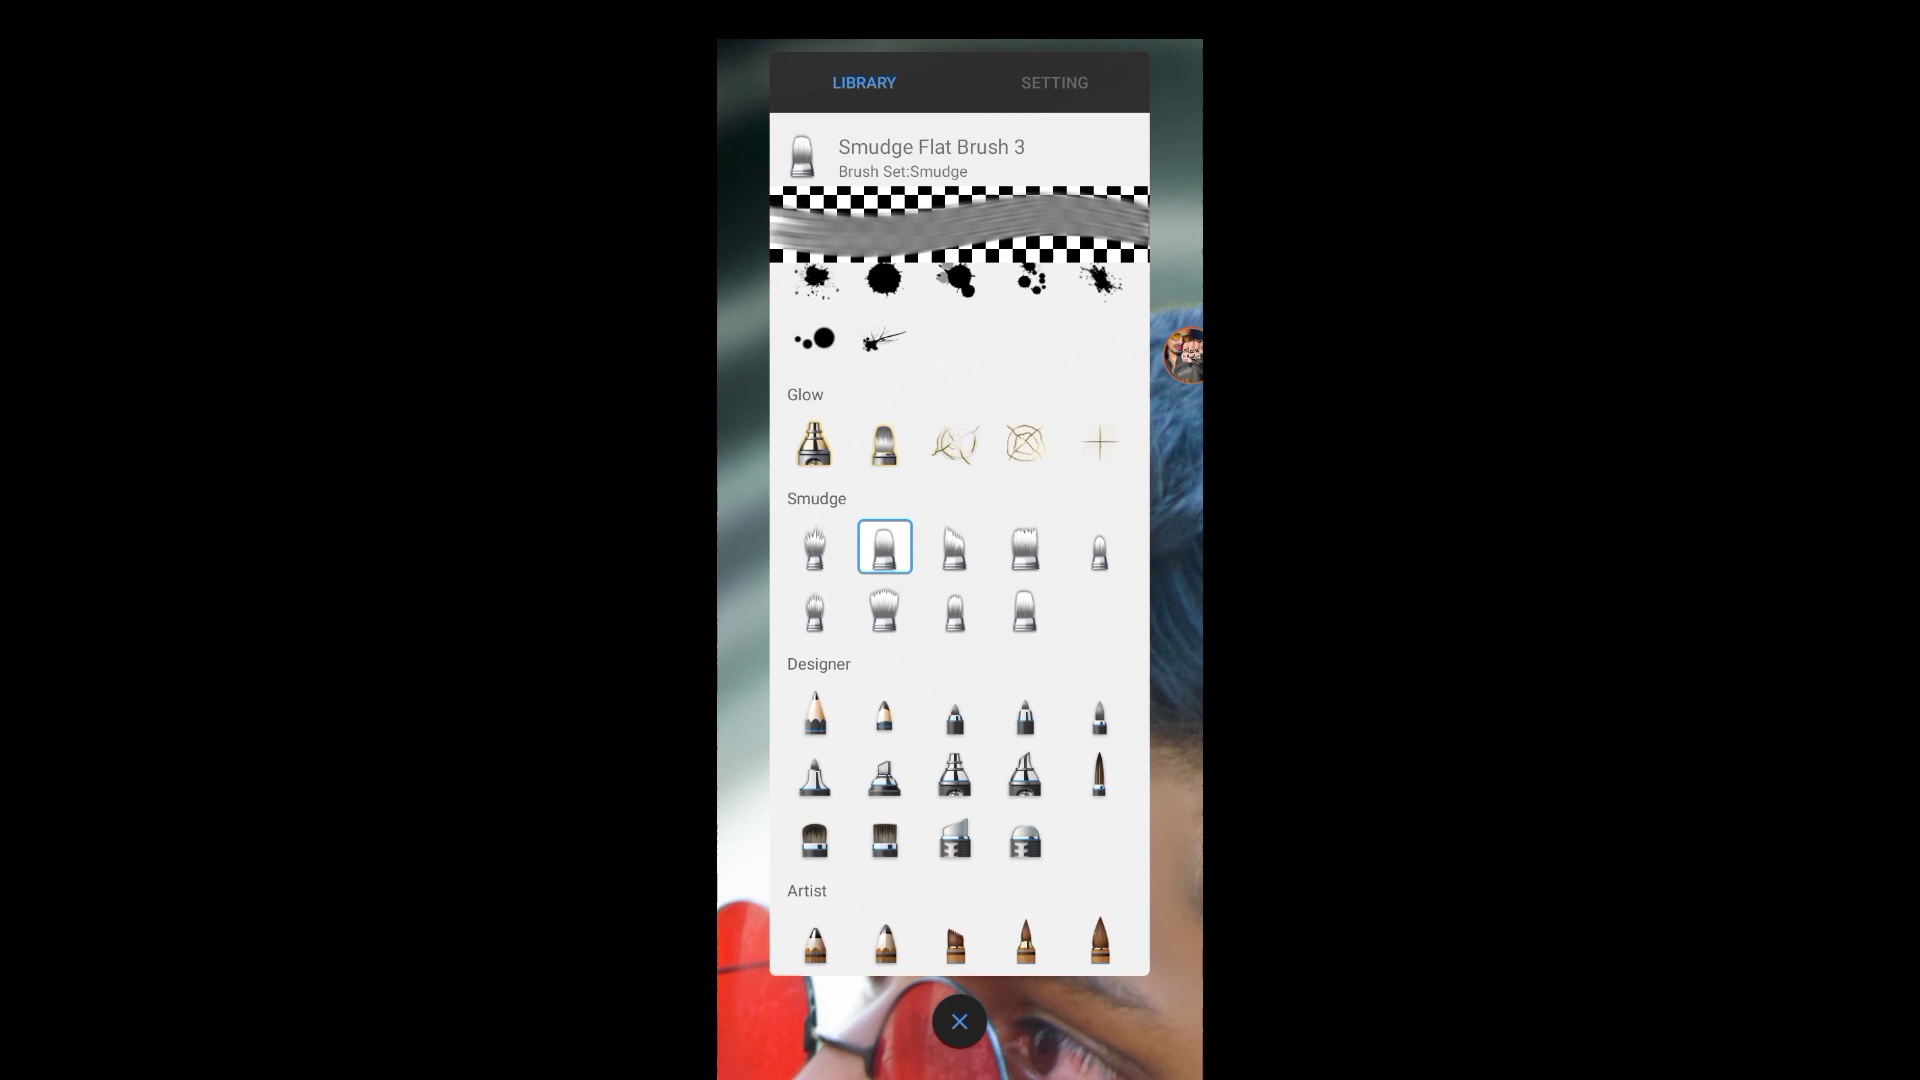 LIBRARY
SETTING
Smudge Flat Brush 3
Brush Set:Smudge
Glow
Smudge
Designer
Artist